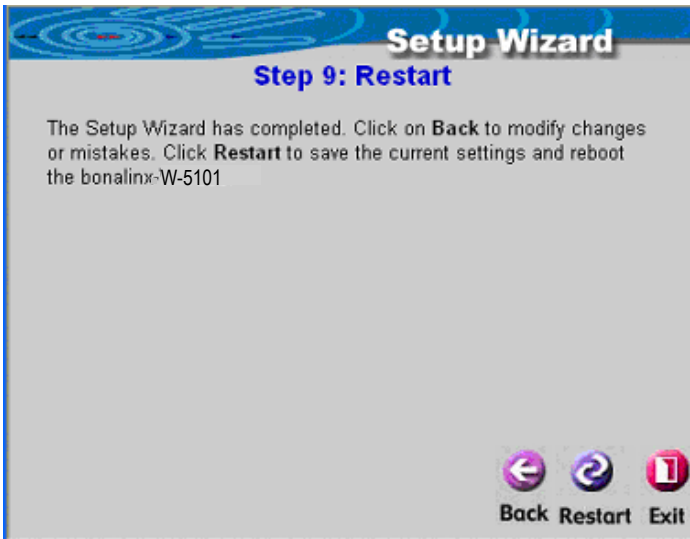 Setup Wizard
Step 9: Restart
The Setup Wizard has completed. Click on Back to modify changes
or mistakes. Click Restart to save the current settings and reboot
the bonalinx-W-5101
Back Restart Exit